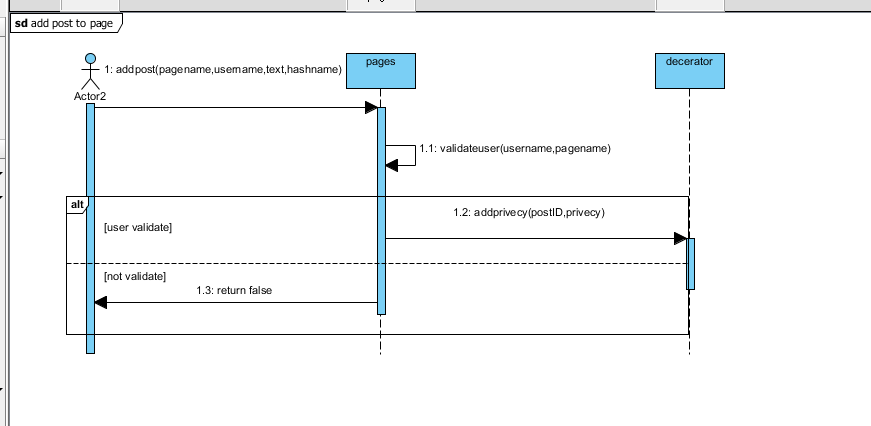 sd add post to page
1: addpost(pagename,username,text,hashname)
pages
decerator
Actor2
1.1: validateuser(username,pagename)
alt
1.2: addprivecy(postID,privecy)
[user validate]
[not validate]
1.3: return false